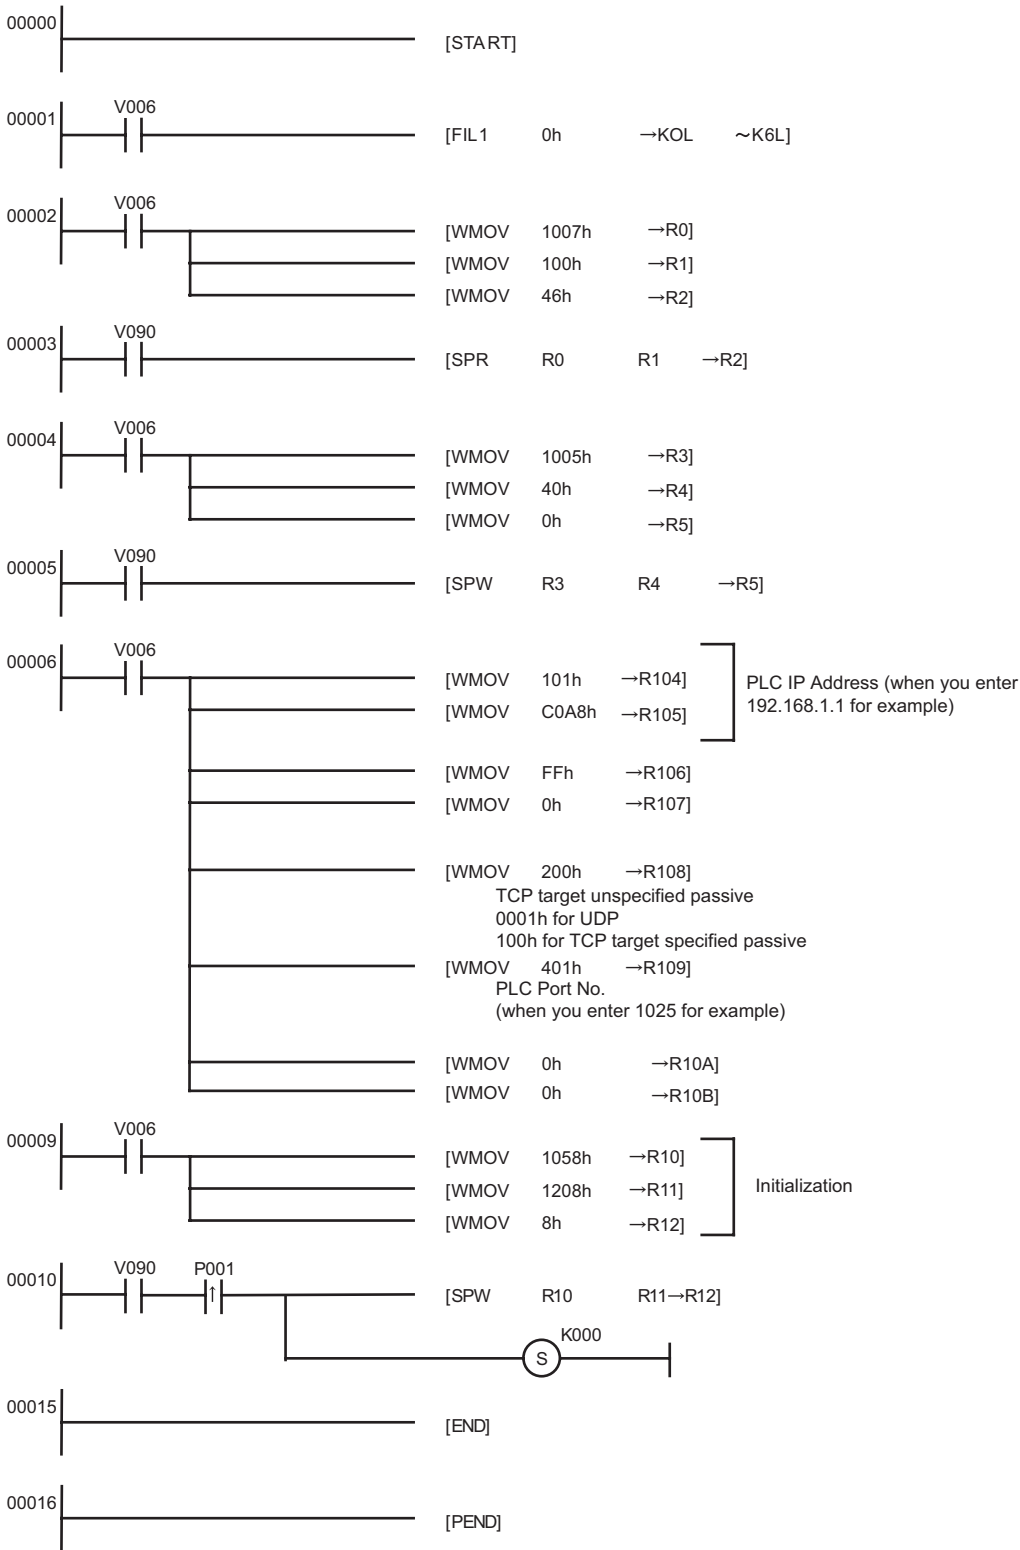 00000
[START]
00001
V006
[FIL1 0h →KOL ～K6L]
00002
V006
[WMOV 1007h →R0]
[WMOV 100h →R1]
[WMOV 46h →R2]
00003
V090
[SPR R0 R1 →R2]
00004
V006
[WMOV 1005h →R3]
[WMOV 40h →R4]
[WMOV 0h →R5]
00005
V090
[SPW R3 R4 →R5]
00006
V006
[WMOV 101h →R104]
[WMOV C0A8h →R105]
PLC IP Address (when you enter
192.168.1.1 for example)
[WMOV FFh →R106]
[WMOV 0h →R107]
[WMOV 200h →R108]
TCP target unspecified passive
0001h for UDP
100h for TCP target specified passive
[WMOV 401h →R109]
PLC Port No.
(when you enter 1025 for example)
[WMOV 0h →R10A]
[WMOV 0h →R10B]
00009
V006
[WMOV 1058h →R10]
[WMOV 1208h →R11]
[WMOV 8h →R12]
Initialization
00010
V090 P001
↑
[SPW R10 R11→R12]
K000
S
00015
[END]
00016
[PEND]